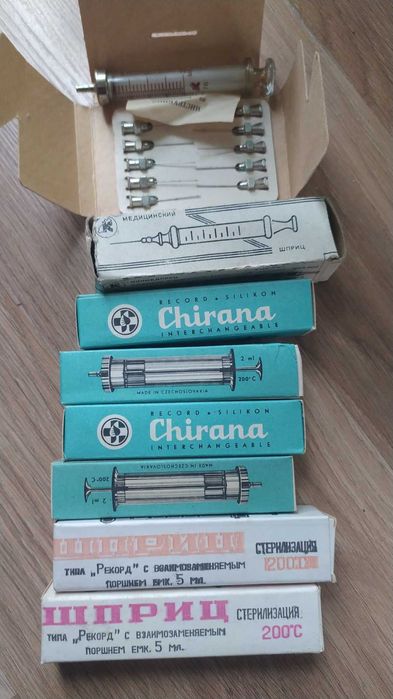 МЕДИЦИНСКИЙ
ШПРИЦ
RECORD + SILIKON
Chirana
INTERCHANGEABLE
2 ml
200°C
MADE IN CZECHOSLOVAKIA
RECORD + SILIKON
Chirana
INTERCHANGEABLE
MADE IN CZECHOSLOVAKIA
200°C
2 ml
СТЕРИЛИЗАЦИЯ
200°C
ТИПА „РЕКОРД" С ВЗАИМОЗАМЕНЯЕМЫМ
ПОРШНЕМ ЕМК. 5 МЛ.
ШПРИЦ
СТЕРИЛИЗАЦИЯ
200°C
ТИПА „РЕКОРД" С ВЗАИМОЗАМЕНЯЕМЫМ
ПОРШНЕМ ЕМК. 5 МЛ.